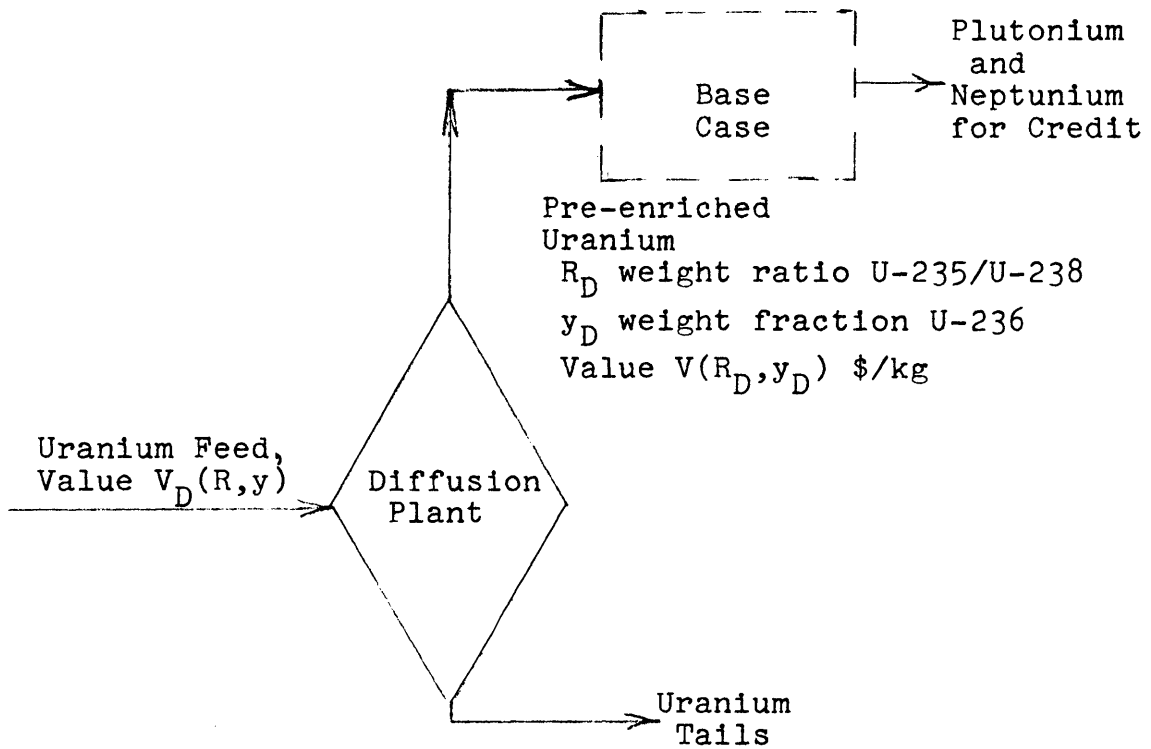 Plutonium
and
Neptunium
for Credit
Base
Case
Pre-enriched
Uranium
R_D weight ratio U-235/U-238
y_D weight fraction U-236
Value V(R_D,y_D) $/kg
Uranium Feed,
Value V_D(R,y)
Diffusion
Plant
Uranium
Tails